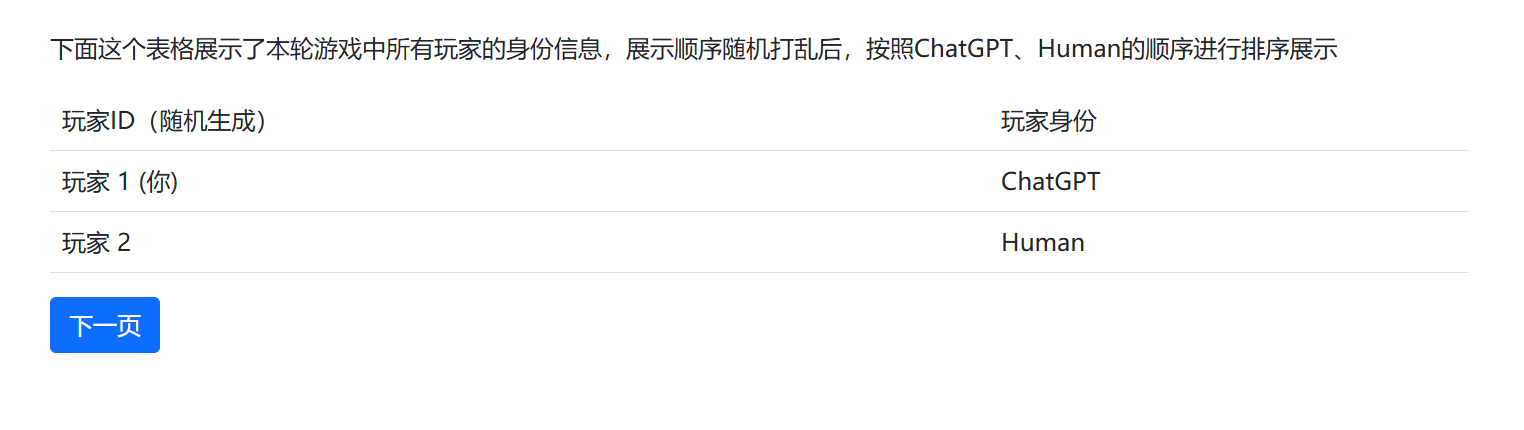 下面这个表格展示了本轮游戏中所有玩家的身份信息，展示顺序随机打乱后，按照ChatGPT、Human的顺序进行排序展示
玩家ID（随机生成） 玩家身份
玩家 1 (你) ChatGPT
玩家 2 Human
下一页